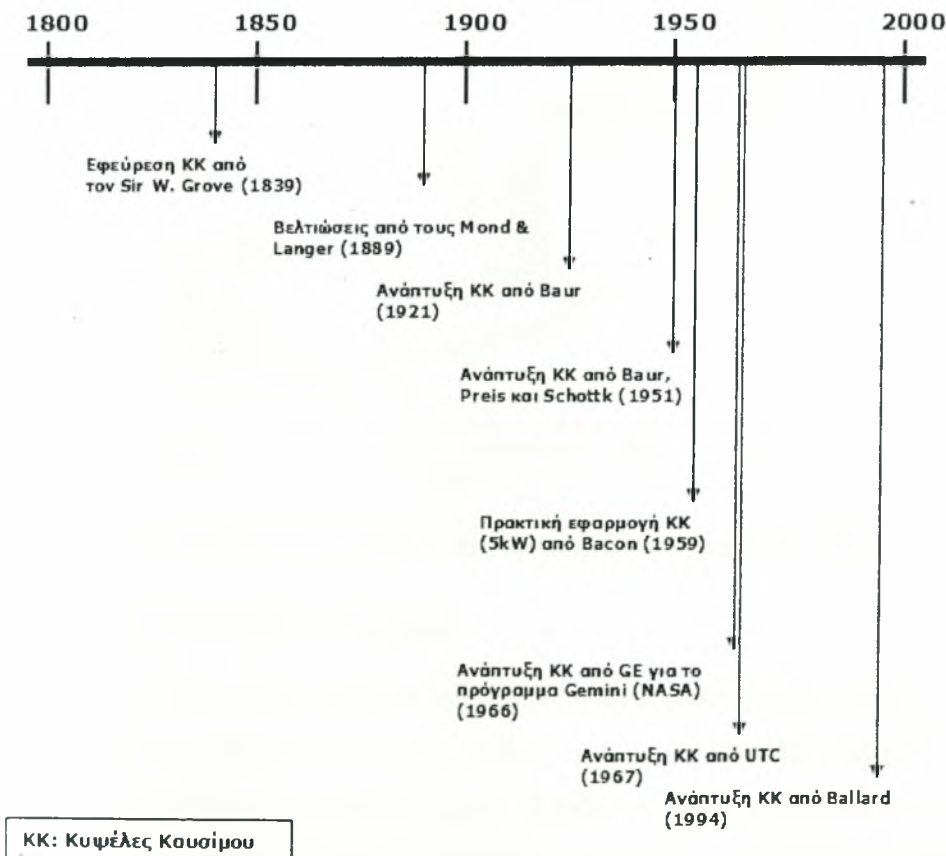 1800 1850 1900 1950 2000
Εφεύρεση ΚΚ από
τον Sir W. Grove (1839)
Βελτιώσεις από τους Mond &
Langer (1889)
Ανάπτυξη ΚΚ από Baur
(1921)
Ανάπτυξη ΚΚ από Baur,
Preis και Schottk (1951)
Πρακτική εφαρμογή ΚΚ
(5kW) από Bacon (1959)
Ανάπτυξη ΚΚ από GE για το
πρόγραμμα Gemini (NASA)
(1966)
Ανάπτυξη ΚΚ από UTC
(1967)
Ανάπτυξη ΚΚ από Ballard
(1994)
ΚΚ: Κυψέλες Καυσίμου